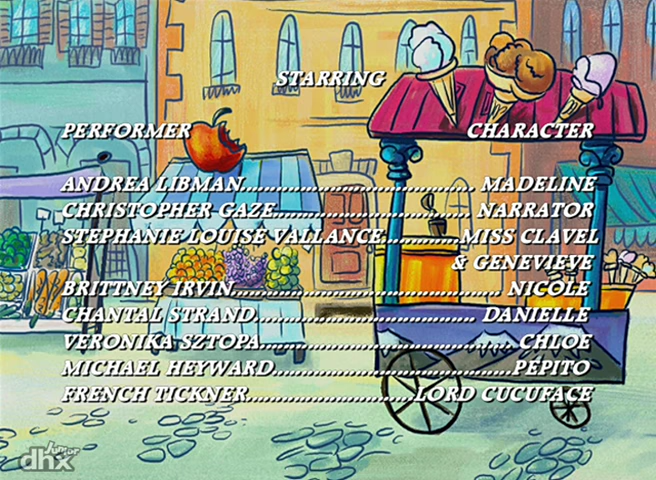 STARRING
PERFORMER CHARACTER
ANDREA LIBMAN................................................ MADELINE
CHRISTOPHER GAZE........................................ NARRATOR
STEPHANIE LOUISE VALLANCE............... MISS CLAVEL
& GENEVIEVE
BRITTNEY IRVIN..................................................... NICOLE
CHANTAL STRAND............................................. DANIELLE
VERONIKA SZTOPA.................................................. CHLOE
MICHAEL HEYWARD................................................PÉPITO
FRENCH TICKNER.................................LORD CUCUFACE
dhx